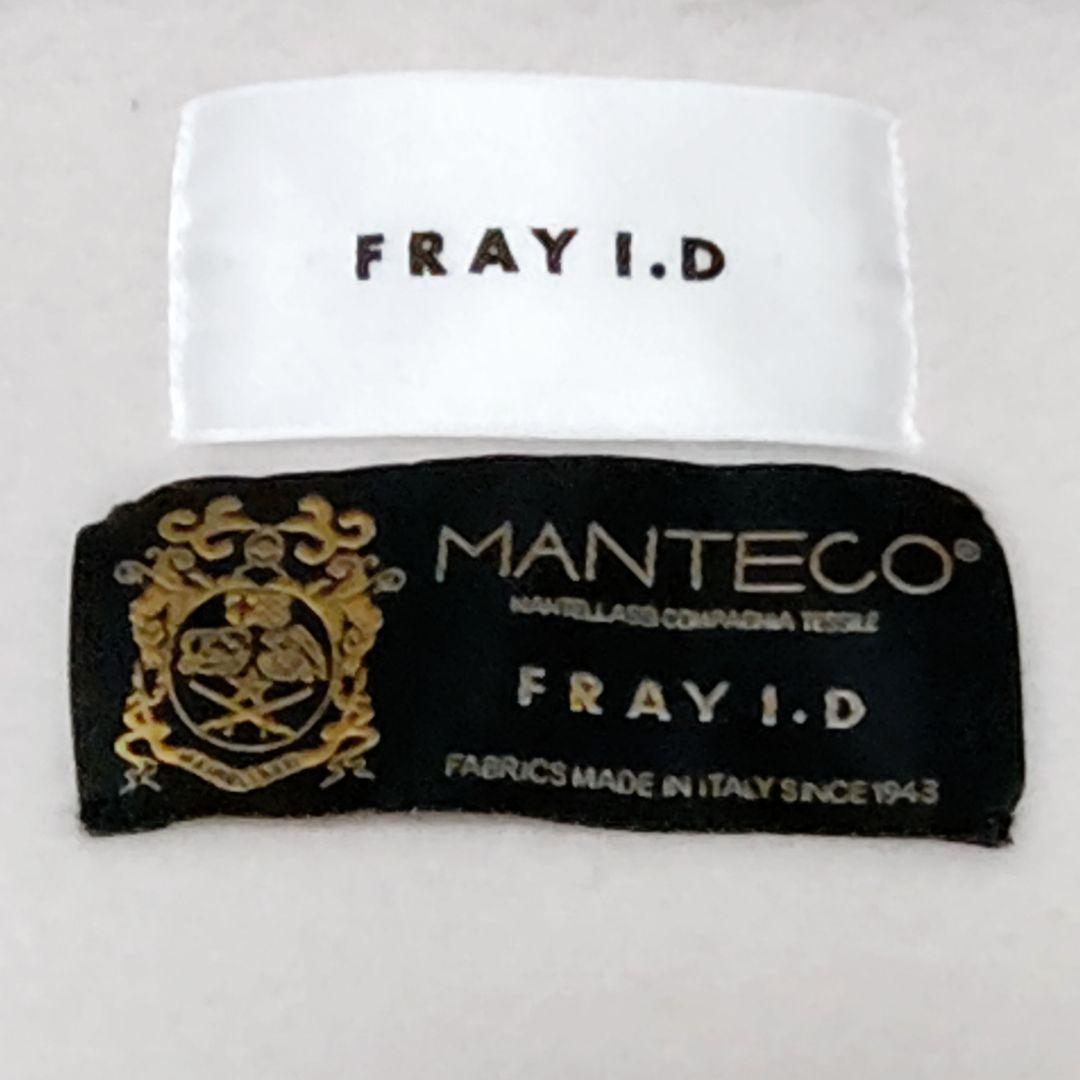 FRAY I.D
MANTECO®
MANTELLASSI COMPAGNIA TESSILE
FRAY I.D
FABRICS MADE IN ITALY SINCE 1943